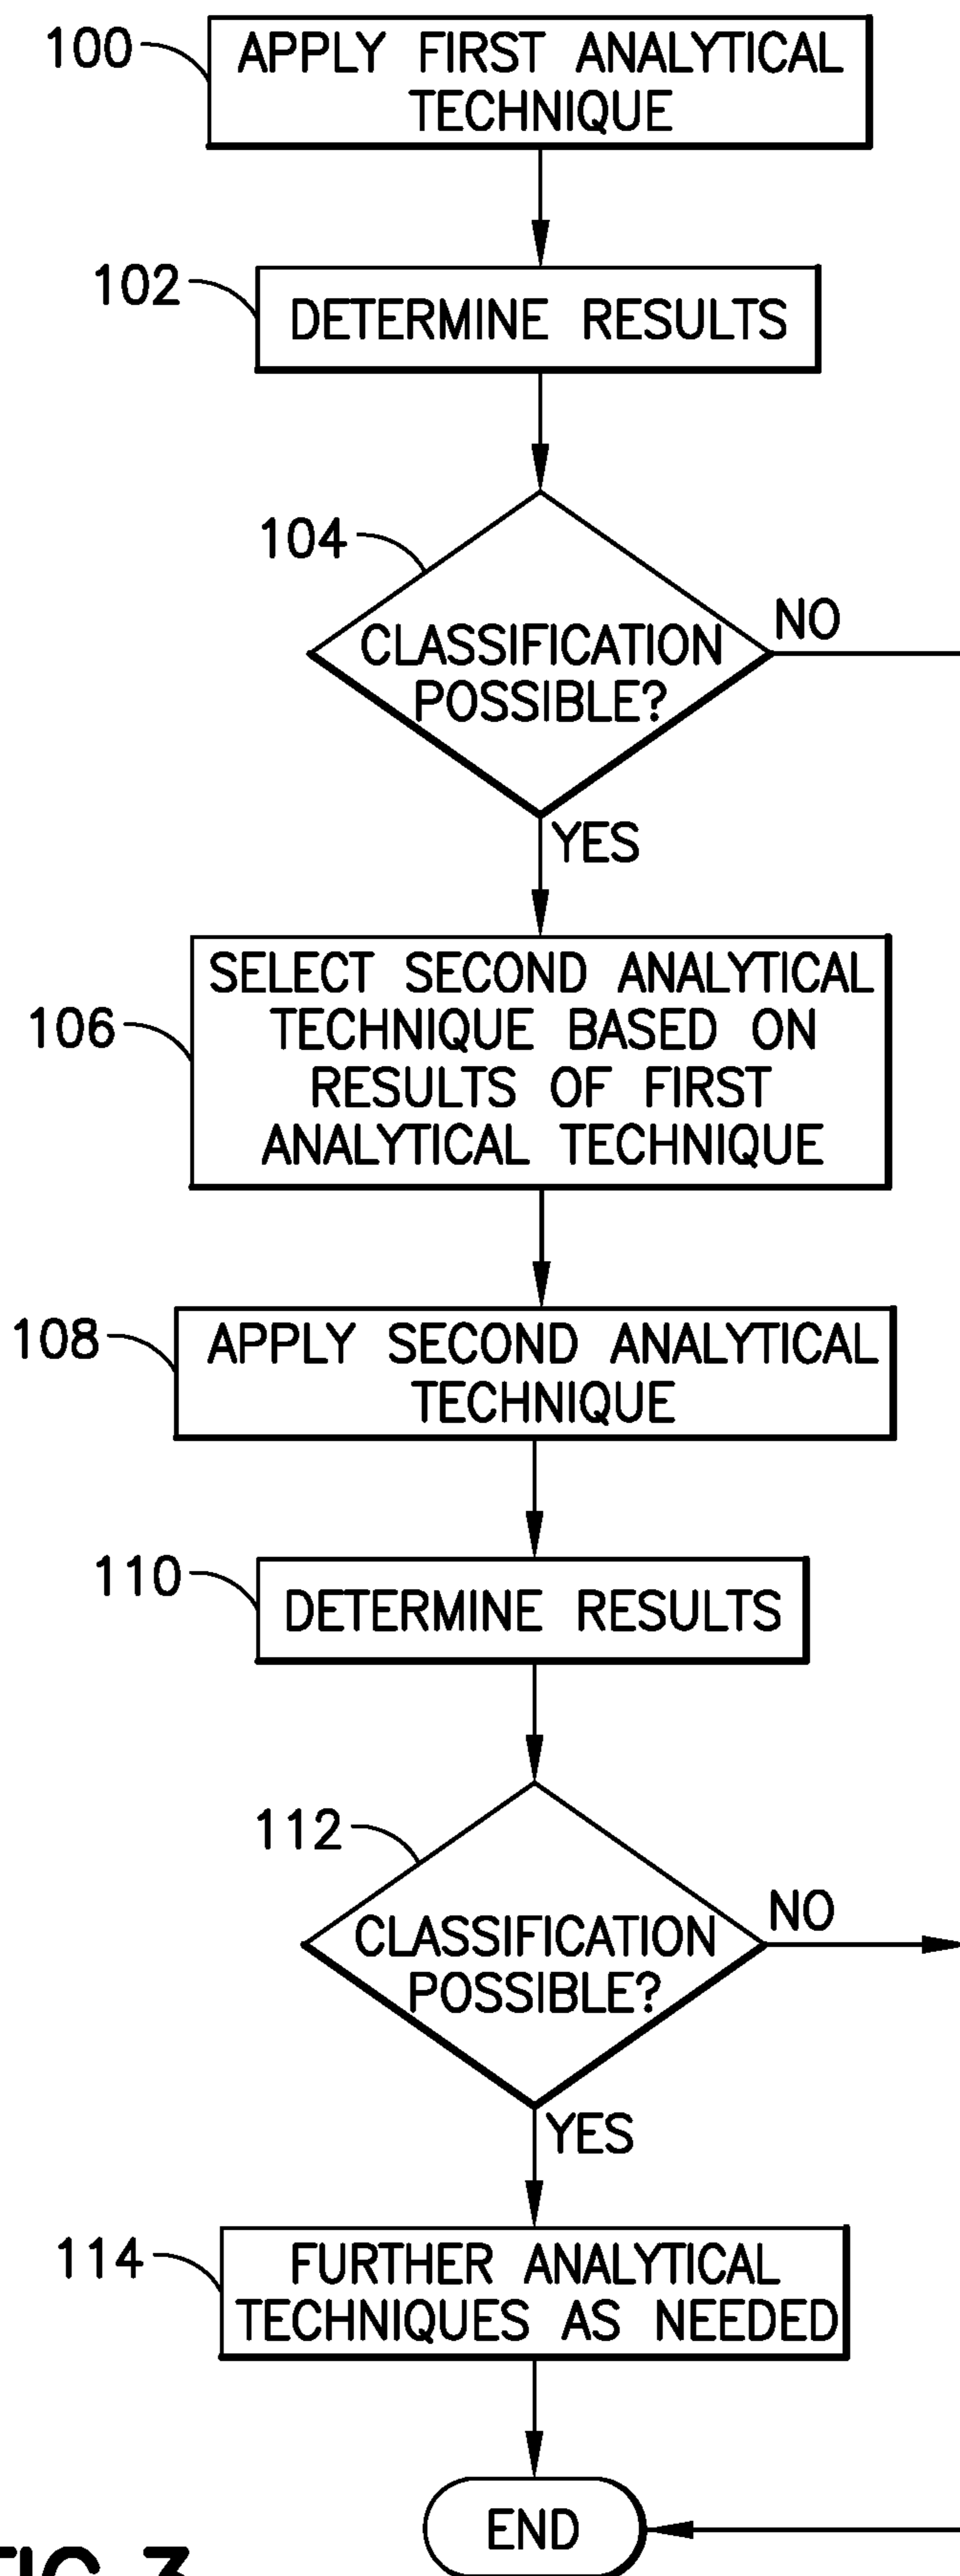 100
APPLY FIRST ANALYTICAL
TECHNIQUE
102
DETERMINE RESULTS
104
CLASSIFICATION
POSSIBLE?
NO
YES
106
SELECT SECOND ANALYTICAL
TECHNIQUE BASED ON
RESULTS OF FIRST
ANALYTICAL TECHNIQUE
108
APPLY SECOND ANALYTICAL
TECHNIQUE
110
DETERMINE RESULTS
112
CLASSIFICATION
POSSIBLE?
NO
YES
114
FURTHER ANALYTICAL
TECHNIQUES AS NEEDED
END